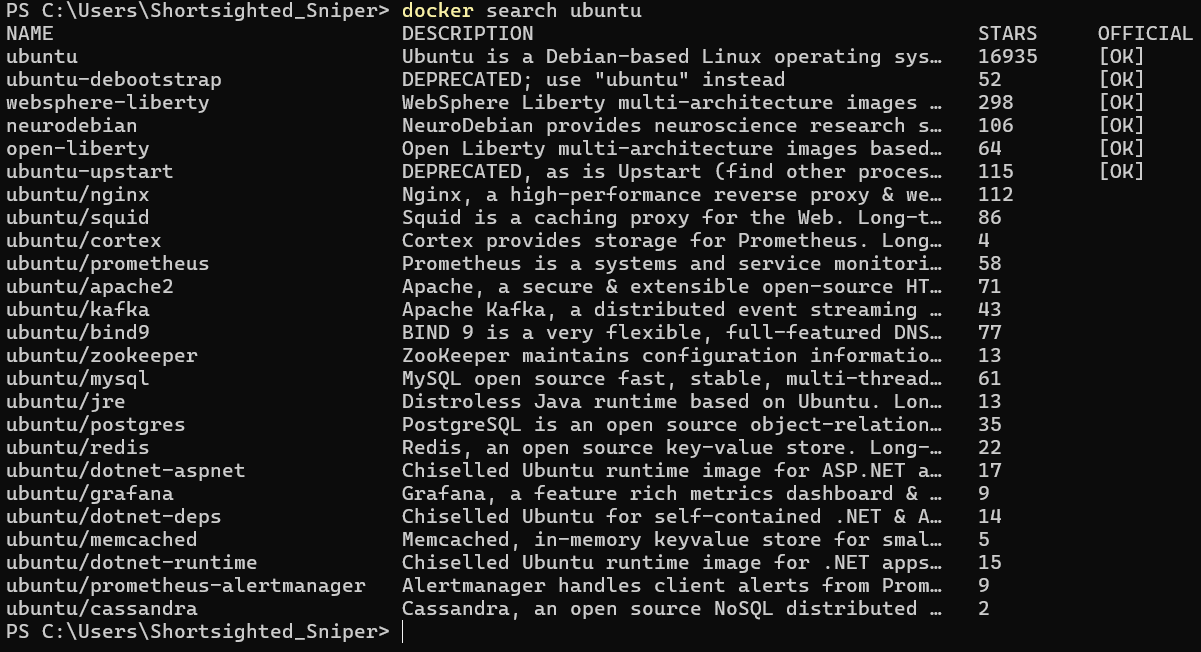 PS C:\Users\Shortsighted_Sniper> docker search ubuntu
NAME DESCRIPTION STARS OFFICIAL
ubuntu Ubuntu is a Debian-based Linux operating sys… 16935 [OK]
ubuntu-debootstrap DEPRECATED; use "ubuntu" instead 52 [OK]
websphere-liberty WebSphere Liberty multi-architecture images … 298 [OK]
neurodebian NeuroDebian provides neuroscience research s… 106 [OK]
open-liberty Open Liberty multi-architecture images based… 64 [OK]
ubuntu-upstart DEPRECATED, as is Upstart (find other proces… 115 [OK]
ubuntu/nginx Nginx, a high-performance reverse proxy & we… 112
ubuntu/squid Squid is a caching proxy for the Web. Long-t… 86
ubuntu/cortex Cortex provides storage for Prometheus. Long… 4
ubuntu/prometheus Prometheus is a systems and service monitori… 58
ubuntu/apache2 Apache, a secure & extensible open-source HT… 71
ubuntu/kafka Apache Kafka, a distributed event streaming … 43
ubuntu/bind9 BIND 9 is a very flexible, full-featured DNS… 77
ubuntu/zookeeper ZooKeeper maintains configuration informatio… 13
ubuntu/mysql MySQL open source fast, stable, multi-thread… 61
ubuntu/jre Distroless Java runtime based on Ubuntu. Lon… 13
ubuntu/postgres PostgreSQL is an open source object-relation… 35
ubuntu/redis Redis, an open source key-value store. Long-… 22
ubuntu/dotnet-aspnet Chiselled Ubuntu runtime image for ASP.NET a… 17
ubuntu/grafana Grafana, a feature rich metrics dashboard & … 9
ubuntu/dotnet-deps Chiselled Ubuntu for self-contained .NET & A… 14
ubuntu/memcached Memcached, in-memory keyvalue store for smal… 5
ubuntu/dotnet-runtime Chiselled Ubuntu runtime image for .NET apps… 15
ubuntu/prometheus-alertmanager Alertmanager handles client alerts from Prom… 9
ubuntu/cassandra Cassandra, an open source NoSQL distributed … 2
PS C:\Users\Shortsighted_Sniper>